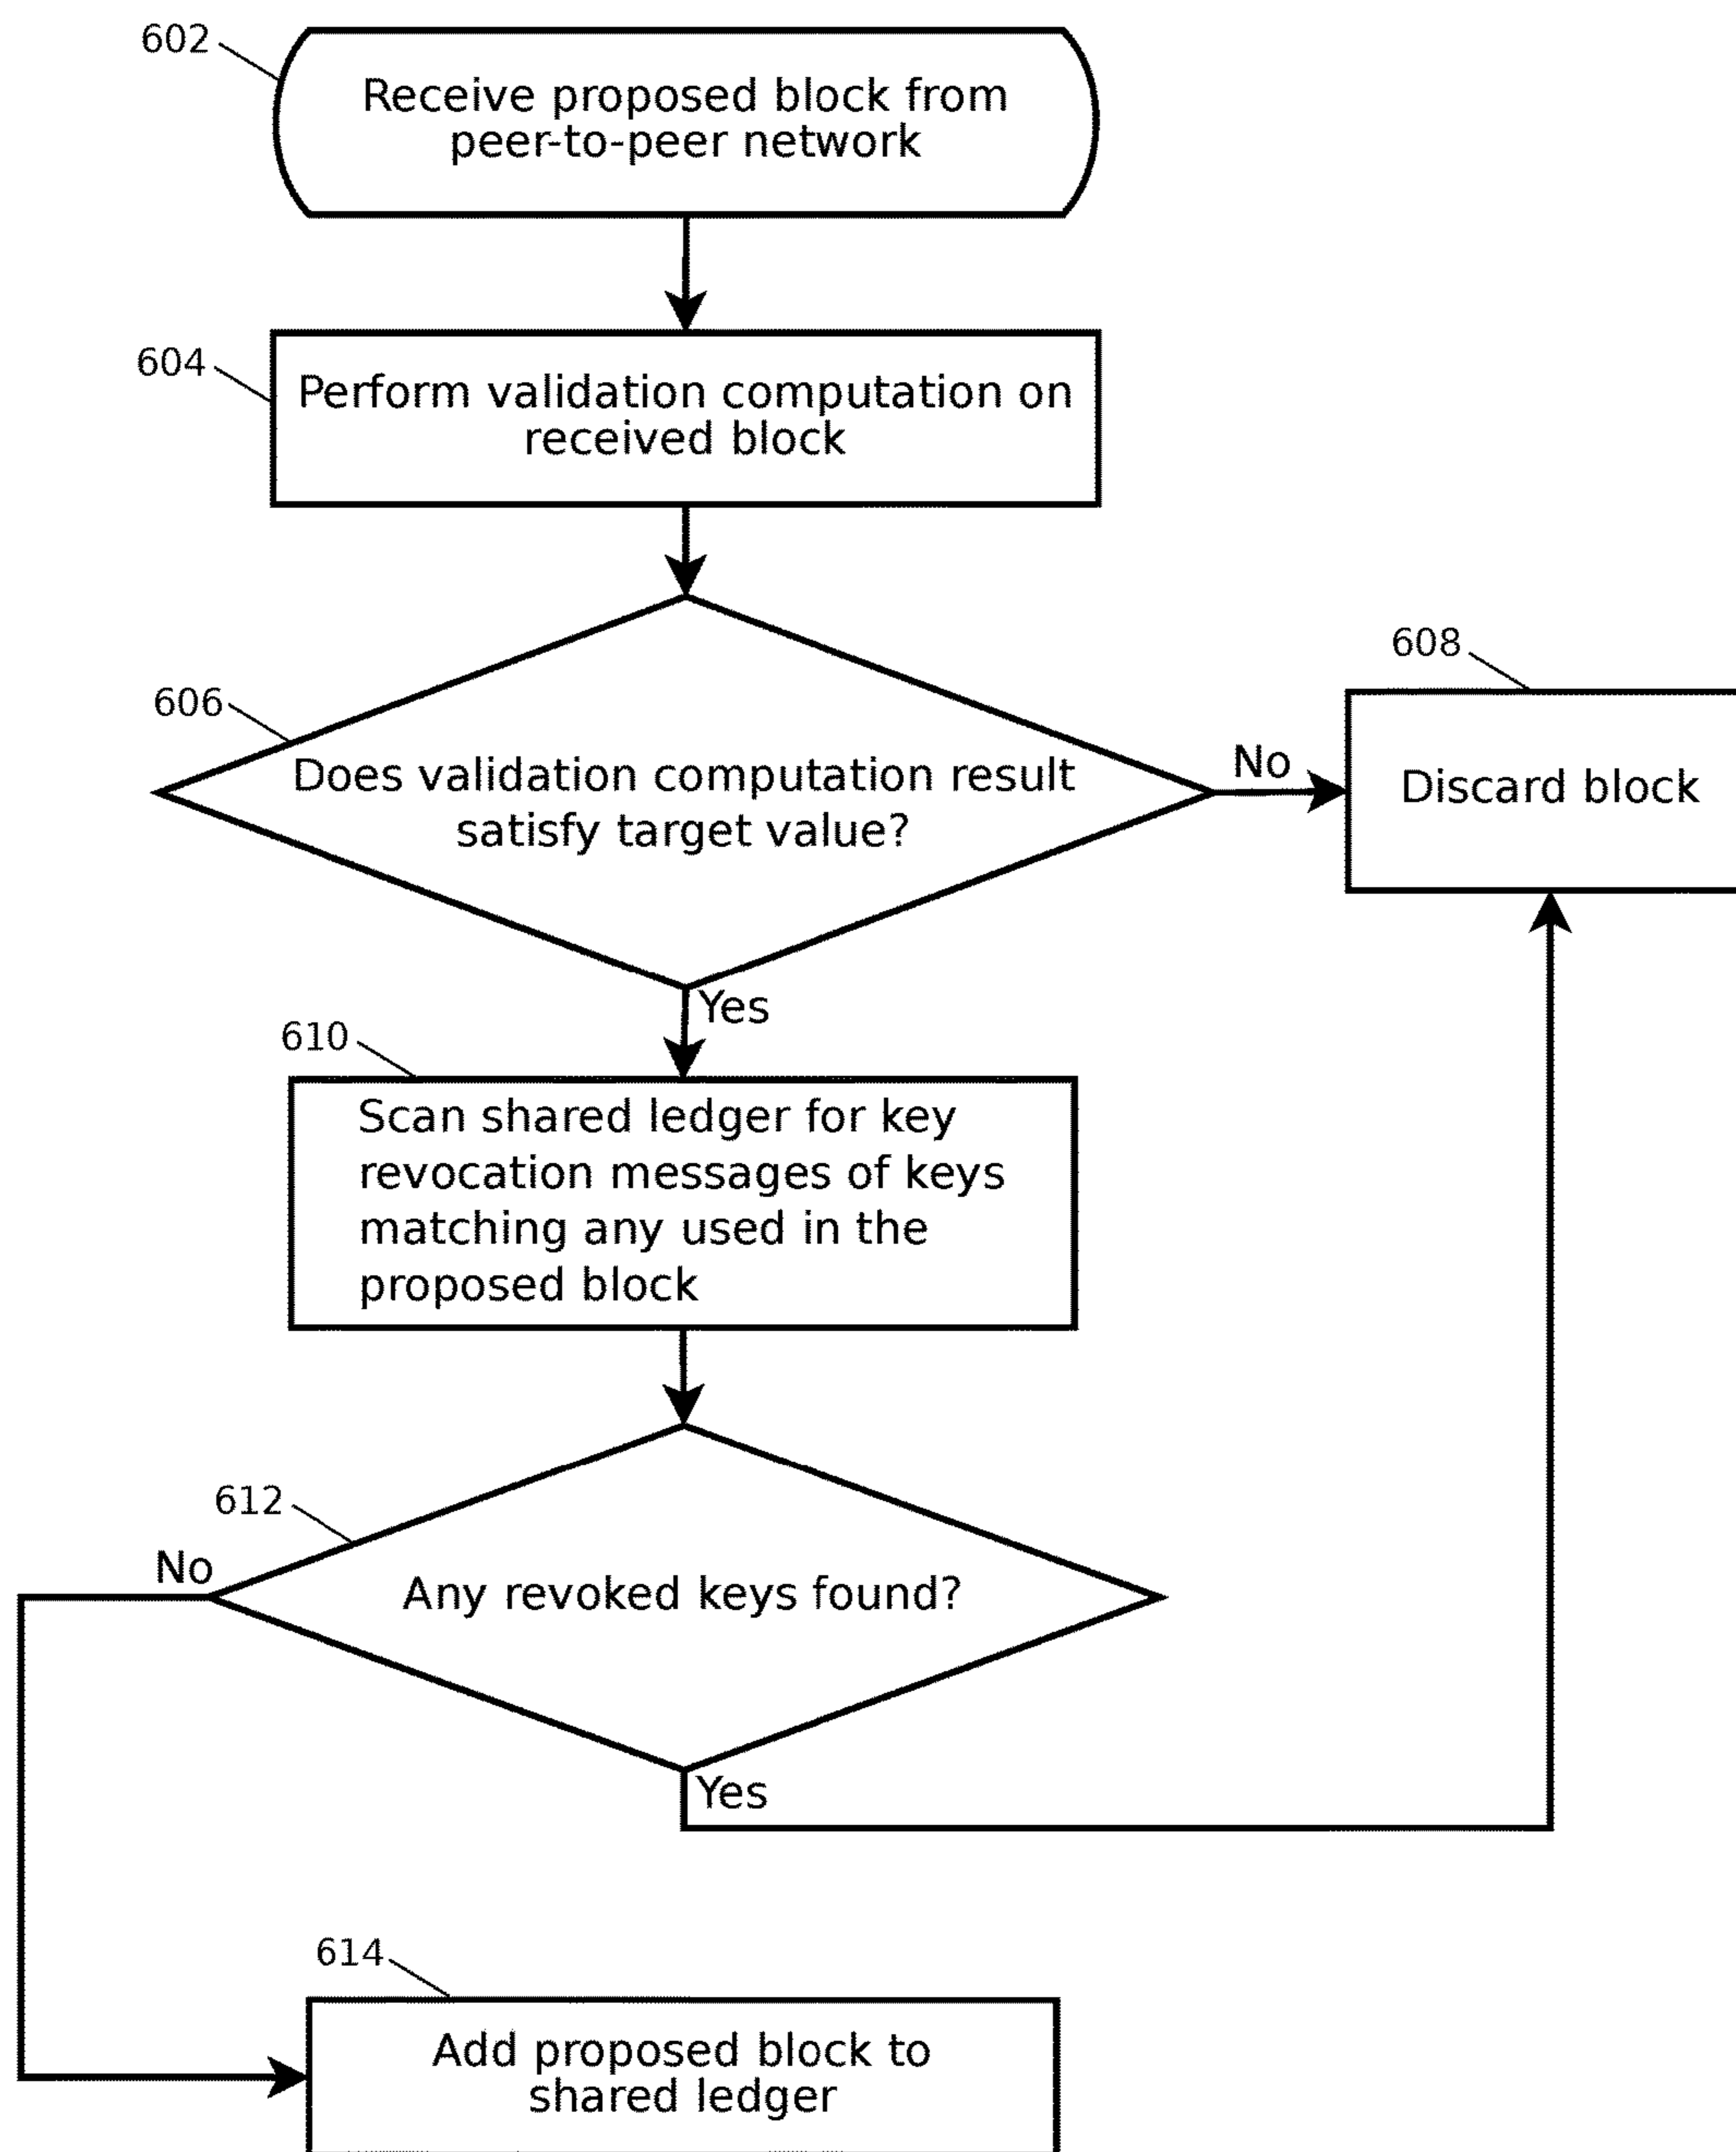 602
Receive proposed block from
peer-to-peer network
604
Perform validation computation on
received block
606
Does validation computation result
satisfy target value?
No
608
Discard block
Yes
610
Scan shared ledger for key
revocation messages of keys
matching any used in the
proposed block
612
No
Any revoked keys found?
Yes
614
Add proposed block to
shared ledger